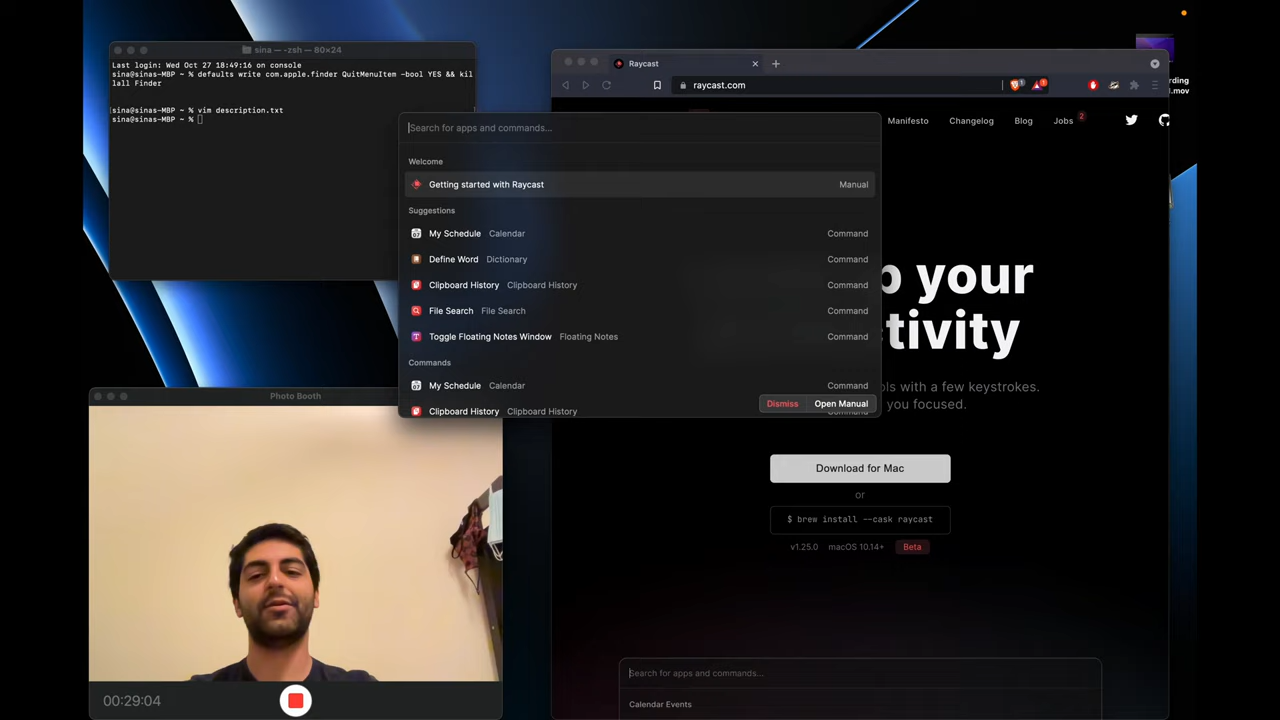 sina — -zsh — 80×24
Last login: Wed Oct 27 18:49:16 on console
sina@sinas-MBP ~ % defaults write com.apple.finder QuitMenuItem -bool YES && kil
lall Finder
sina@sinas-MBP ~ % vim description.txt
sina@sinas-MBP ~ %
Raycast
raycast.com
1
1
Manifesto
Changelog
Blog
Jobs 2
.mov
Search for apps and commands...
Welcome
Getting started with Raycast Manual
Suggestions
My Schedule Calendar Command
Define Word Dictionary Command
Clipboard History Clipboard History Command
File Search File Search Command
Toggle Floating Notes Window Floating Notes Command
Commands
My Schedule Calendar Command
Clipboard History Clipboard History Command
Dismiss Open Manual
your
ls with a few keystrokes.
you focused.
Download for Mac
or
$ brew install --cask raycast
v1.25.0 macOS 10.14+ Beta
Search for apps and commands...
Calendar Events
Photo Booth
00:29:04